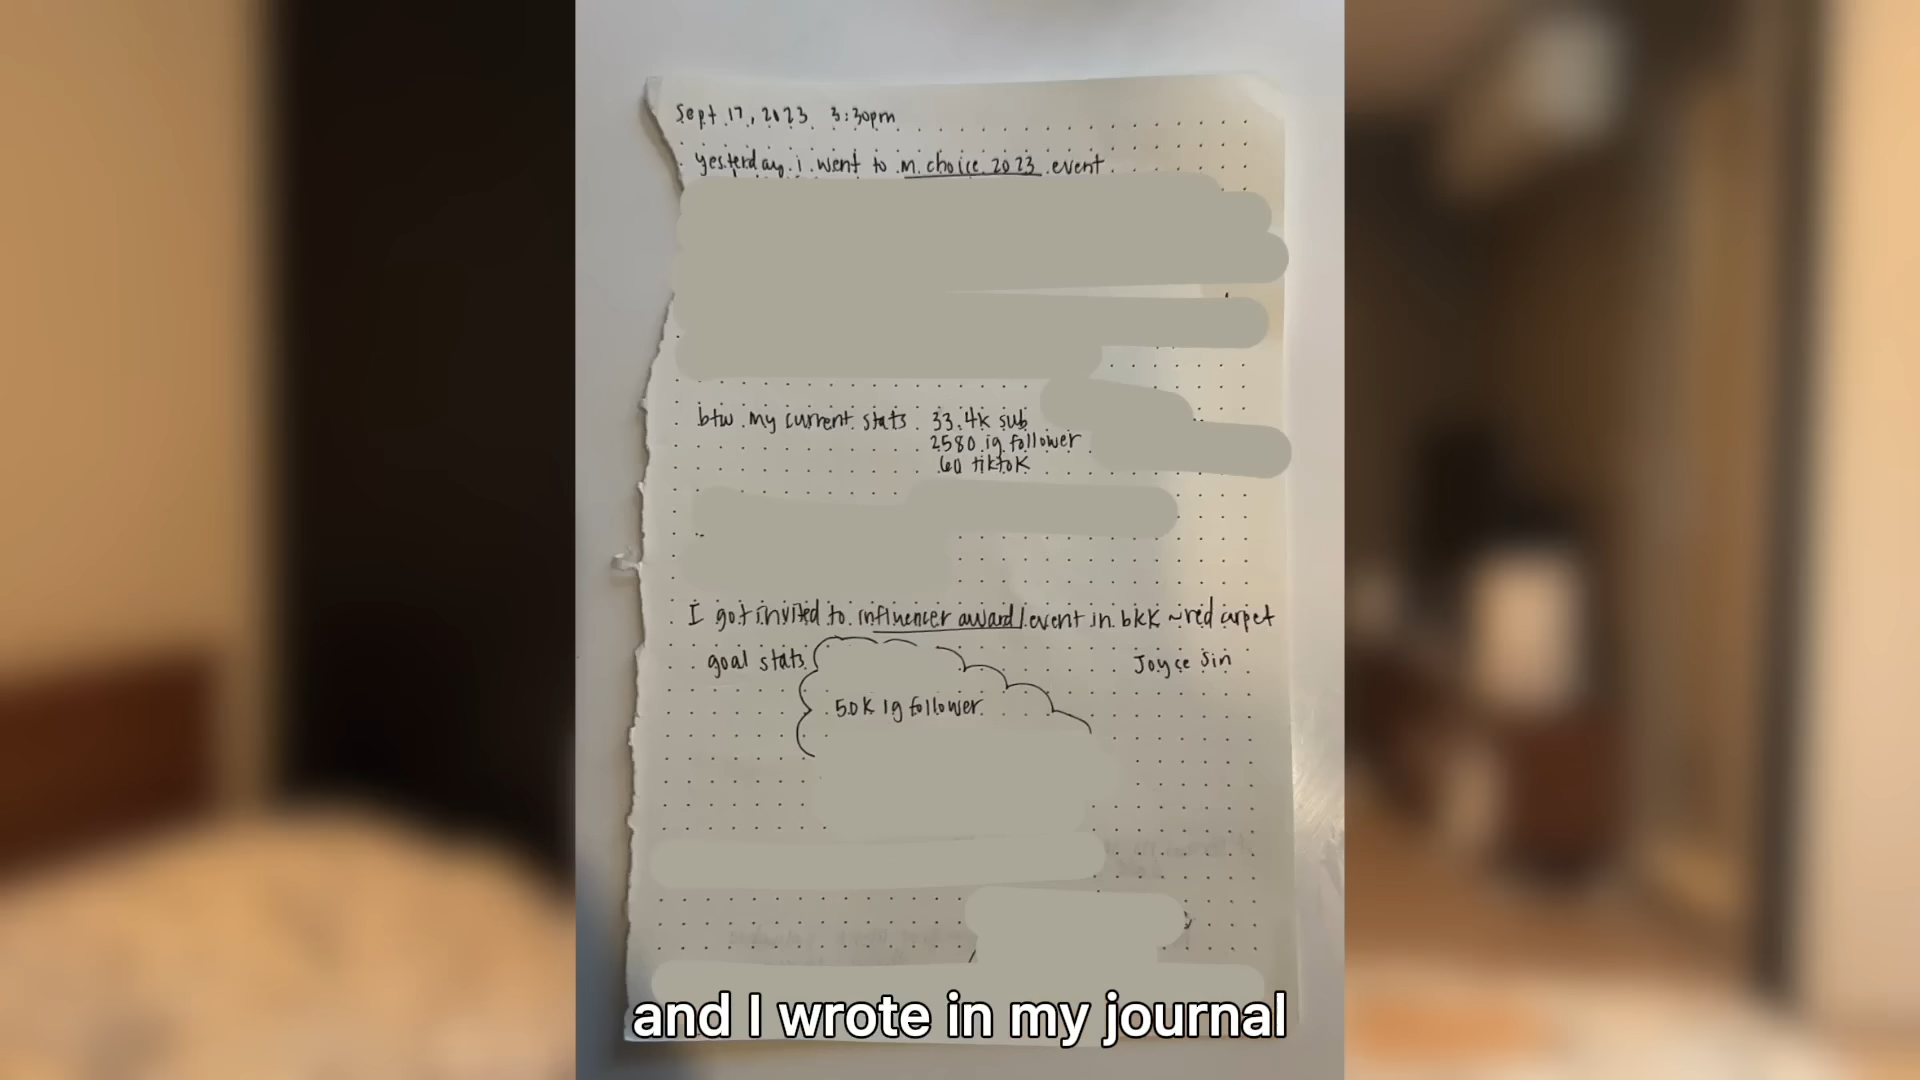 Sept 17, 2023 3:30pm
yesterday i went to m choice 2023 event
btw my current stats 33.4k sub
2580 ig follower
60 tiktok
I got invited to influencer award/event in bkk ~ red carpet
goal stats
Joyce Sin
50k ig follower
and I wrote in my journal